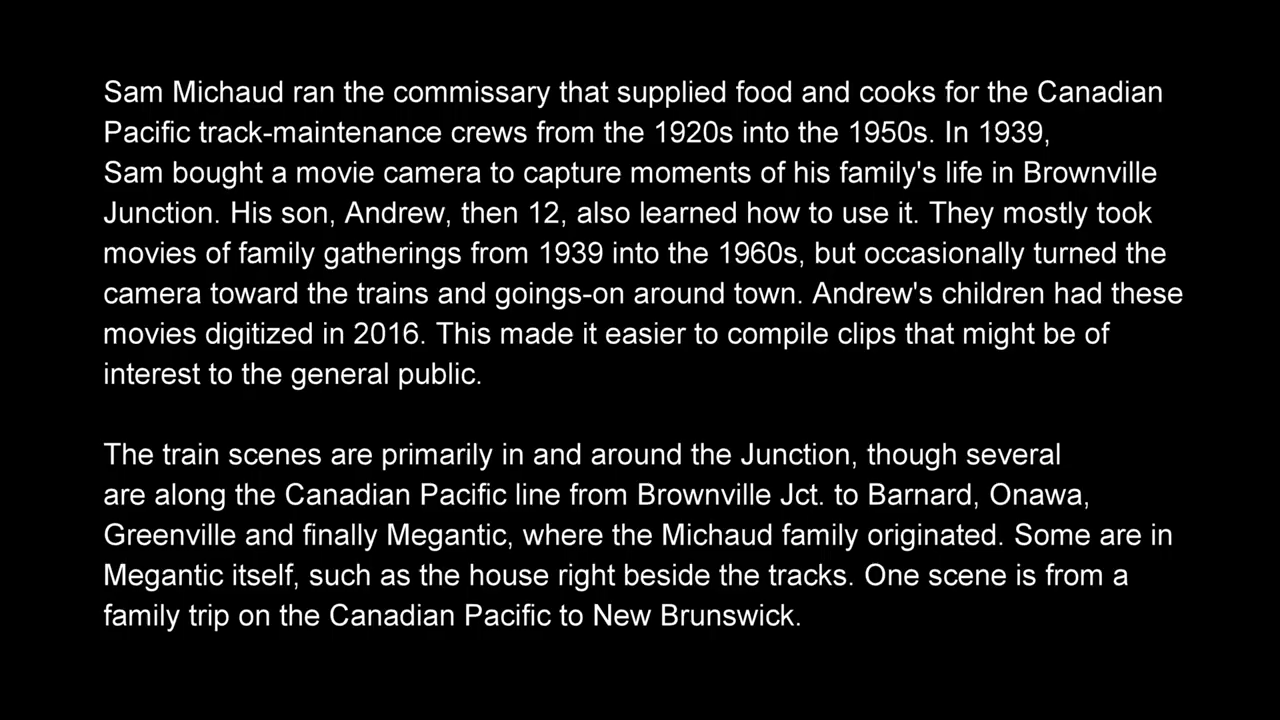 Sam Michaud ran the commissary that supplied food and cooks for the Canadian
Pacific track-maintenance crews from the 1920s into the 1950s. In 1939,
Sam bought a movie camera to capture moments of his family's life in Brownville
Junction. His son, Andrew, then 12, also learned how to use it. They mostly took
movies of family gatherings from 1939 into the 1960s, but occasionally turned the
camera toward the trains and goings-on around town. Andrew's children had these
movies digitized in 2016. This made it easier to compile clips that might be of
interest to the general public.

The train scenes are primarily in and around the Junction, though several
are along the Canadian Pacific line from Brownville Jct. to Barnard, Onawa,
Greenville and finally Megantic, where the Michaud family originated. Some are in
Megantic itself, such as the house right beside the tracks. One scene is from a
family trip on the Canadian Pacific to New Brunswick.